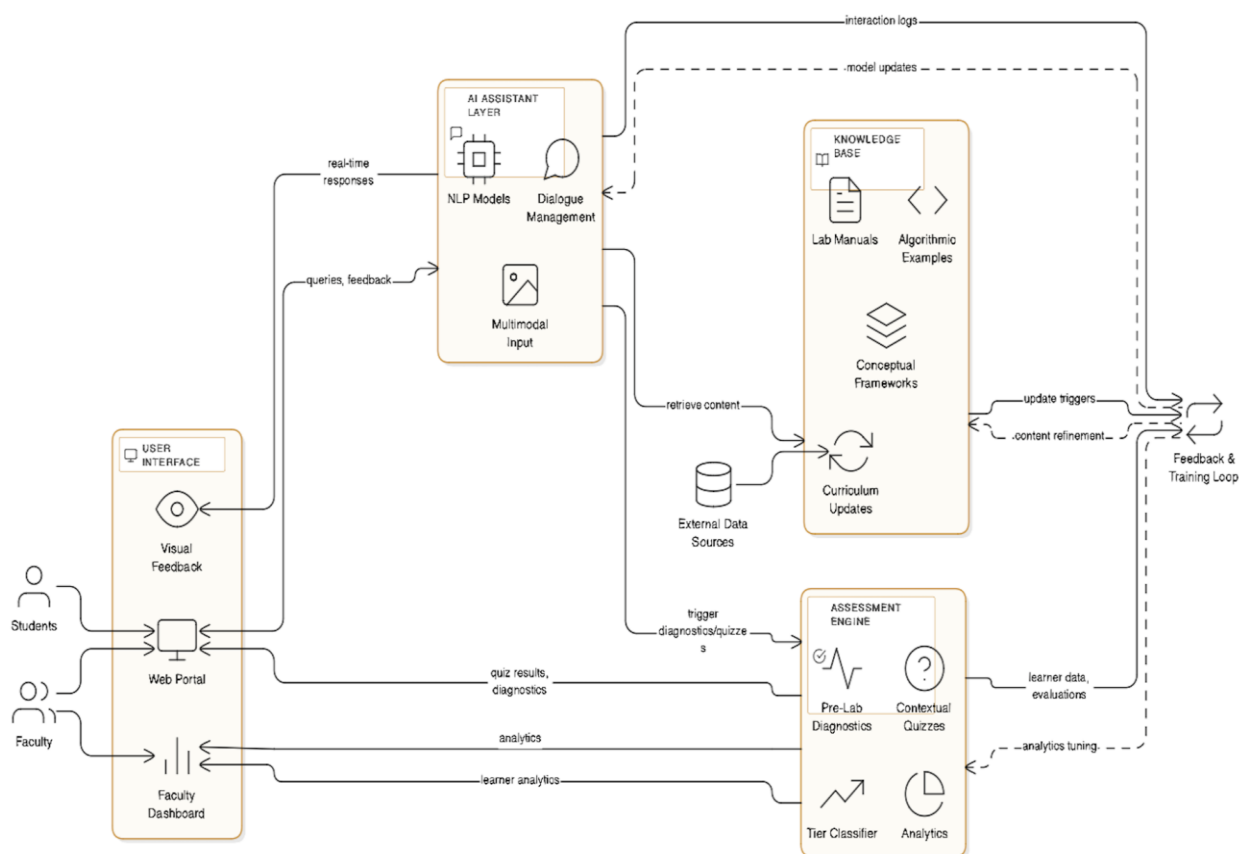 interaction logs
model updates
AI ASSISTANT
LAYER
NLP Models
Dialogue
Management
Multimodal
Input
real-time
responses
queries, feedback
KNOWLEDGE
BASE
Lab Manuals
Algorithmic
Examples
Conceptual
Frameworks
Curriculum
Updates
retrieve content
External Data
Sources
update triggers
content refinement
Feedback &
Training Loop
USER
INTERFACE
Visual
Feedback
Students
Web Portal
Faculty
Faculty
Dashboard
trigger
diagnostics/quizze
s
quiz results,
diagnostics
analytics
learner analytics
ASSESSMENT
ENGINE
Pre-Lab
Diagnostics
Contextual
Quizzes
Tier Classifier
Analytics
learner data,
evaluations
analytics tuning